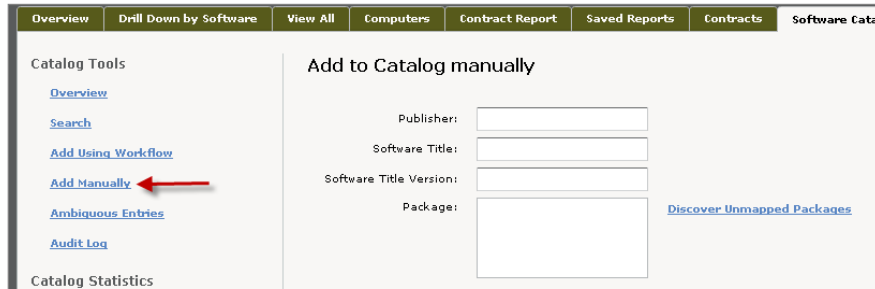 Overview Drill Down by Software View All Computers Contract Report Saved Reports Contracts Software Cata
Catalog Tools
Overview
Search
Add Using Workflow
Add Manually
Ambiguous Entries
Audit Log
Catalog Statistics
Add to Catalog manually
Publisher:
Software Title:
Software Title Version:
Package:
Discover Unmapped Packages